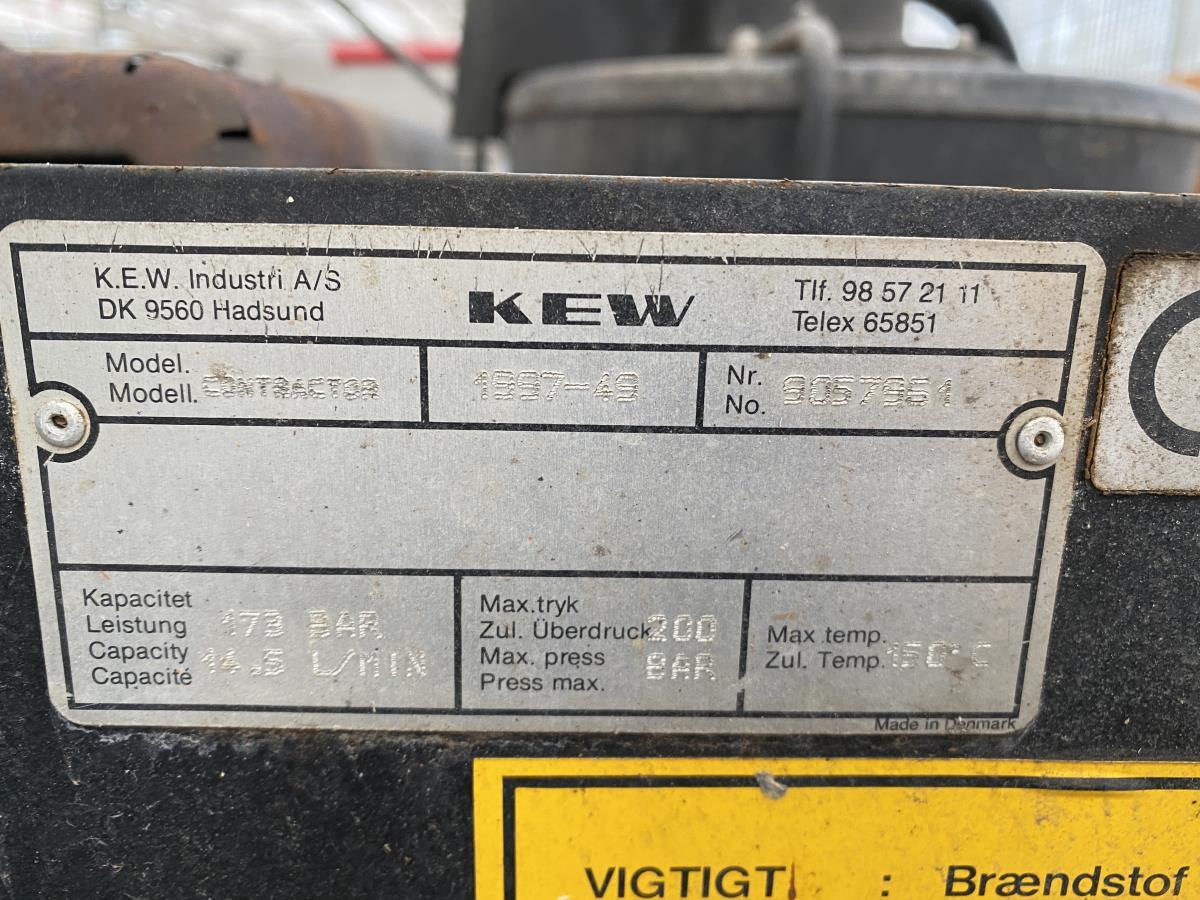 K.E.W. Industri A/S
DK 9560 Hadsund
KEW
Tlf. 98 57 21 11
Telex 65851
Model.
Modell. CONTRACTOR
1997-49
Nr.
No. 9057961
Kapacitet
Leistung 173 BAR
Capacity
Capacité 14.5 L/MIN
Max.tryk
Zul. Überdruck 200
Max. press BAR
Press max.
Max temp.
Zul. Temp. 150°C
Made in Denmark
VIGTIGT : Brændstof